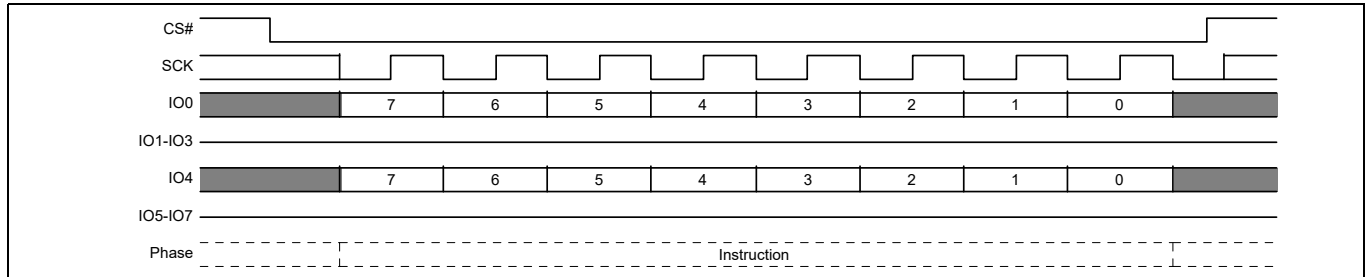 CS#
SCK
IO0 7 6 5 4 3 2 1 0
IO1-IO3
IO4 7 6 5 4 3 2 1 0
IO5-IO7
Phase Instruction